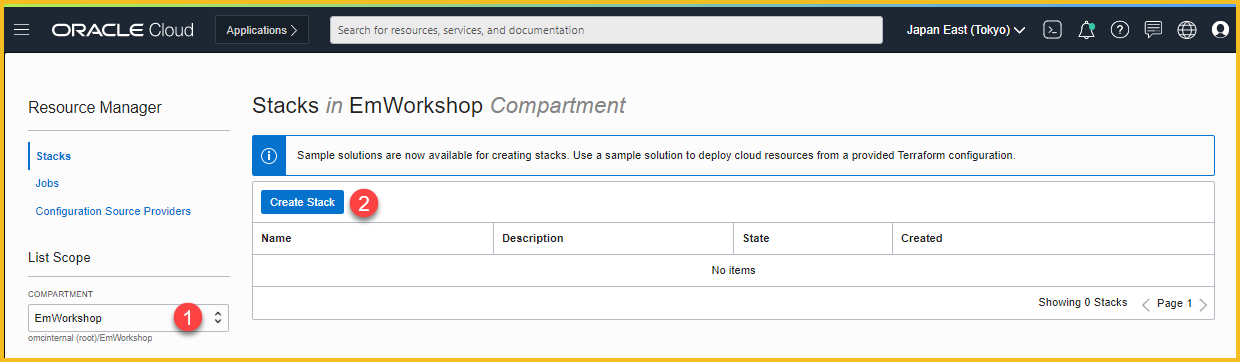 ORACLE Cloud
Applications
Search for resources, services, and documentation
Japan East (Tokyo)
Resource Manager
Stacks
Jobs
Configuration Source Providers
List Scope
COMPARTMENT
EmWorkshop
1
omcinternal (root)/EmWorkshop
Stacks in EmWorkshop Compartment
Sample solutions are now available for creating stacks. Use a sample solution to deploy cloud resources from a provided Terraform configuration.
Create Stack
2
Name Description State Created
No items
Showing 0 Stacks Page 1